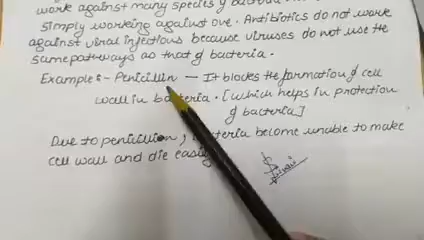 work against many species of
simply working against one. Antibiotics do not work
against viral infections because viruses do not use the
same pathways as that of bacteria.
Example :- Penicillin — It blocks the formation of cell
wall in bacteria. [which helps in protection
of bacteria]
Due to penicillin, bacteria become unable to make
cell wall and die easily